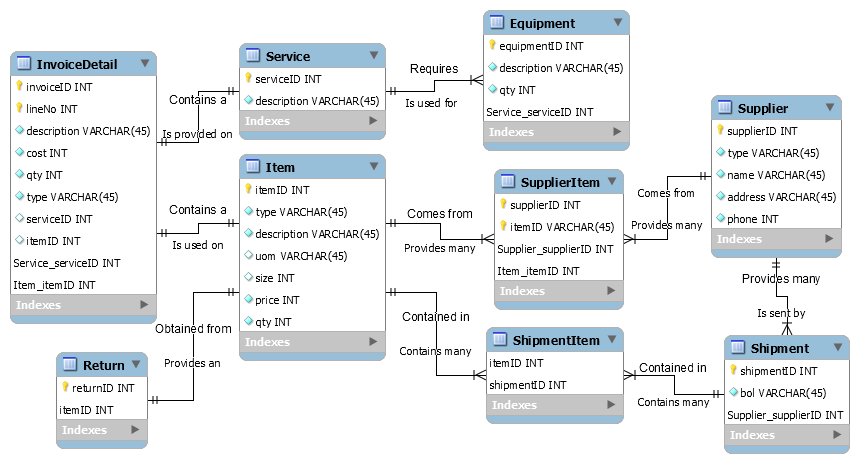 InvoiceDetail
invoiceID INT
lineNo INT
description VARCHAR(45)
cost INT
qty INT
type VARCHAR(45)
serviceID INT
itemID INT
Service_serviceID INT
Item_itemID INT
Indexes
Contains a
Is provided on
Service
serviceID INT
description VARCHAR(45)
Indexes
Requires
Is used for
Equipment
equipmentID INT
description VARCHAR(45)
qty INT
Service_serviceID INT
Indexes
Contains a
Is used on
Item
itemID INT
type VARCHAR(45)
description VARCHAR(45)
uom VARCHAR(45)
size INT
price INT
qty INT
Indexes
Comes from
Provides many
SupplierItem
supplierID INT
itemID VARCHAR(45)
Supplier_supplierID INT
Item_itemID INT
Indexes
Comes from
Provides many
Supplier
supplierID INT
type VARCHAR(45)
name VARCHAR(45)
address VARCHAR(45)
phone INT
Indexes
Provides many
Is sent by
Obtained from
Provides an
Return
returnID INT
itemID INT
Indexes
Contained in
Contains many
ShipmentItem
itemID INT
shipmentID INT
Indexes
Contained in
Contains many
Shipment
shipmentID INT
bol VARCHAR(45)
Supplier_supplierID INT
Indexes